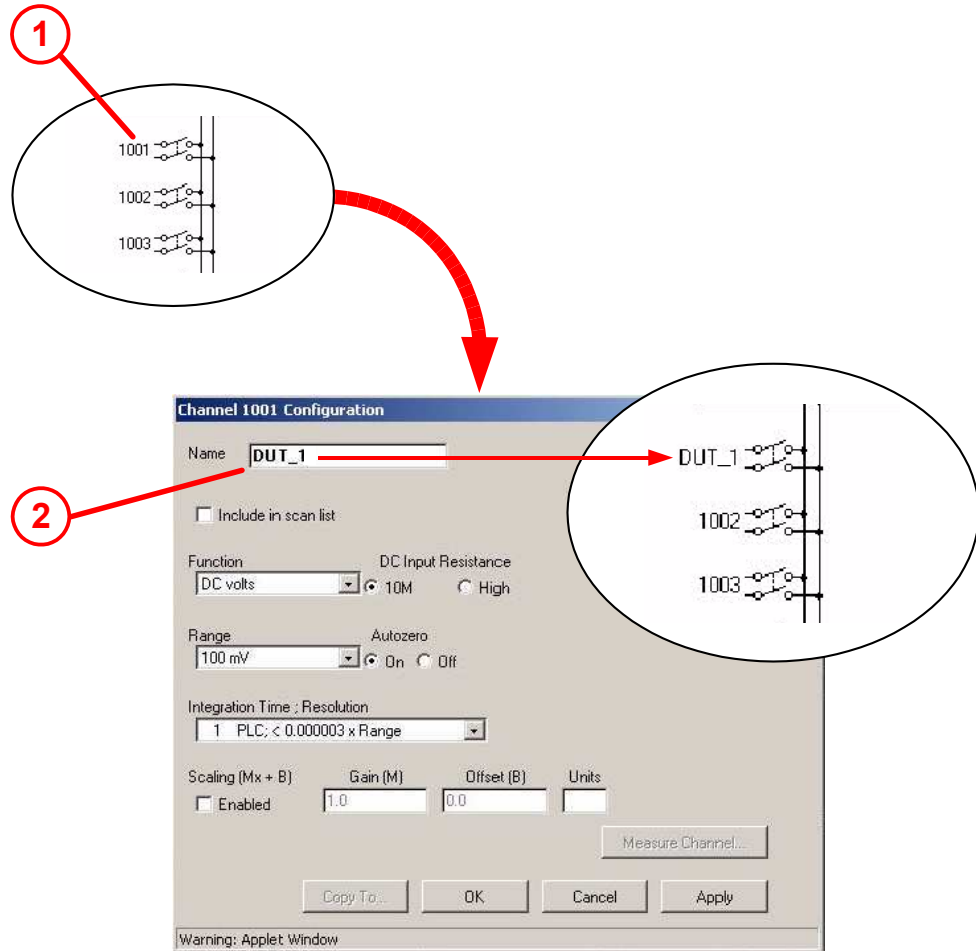 1
1001
1002
1003
Channel 1001 Configuration
Name DUT_1
DUT_1
1002
1003
2
Include in scan list
Function DC Input Resistance
DC volts 10M High
Range Autozero
100 mV On Off
Integration Time ; Resolution
1 PLC; < 0.000003 x Range
Scaling (Mx + B) Gain (M) Offset (B) Units
Enabled 1.0 0.0
Measure Channel...
Copy To... OK Cancel Apply
Warning: Applet Window